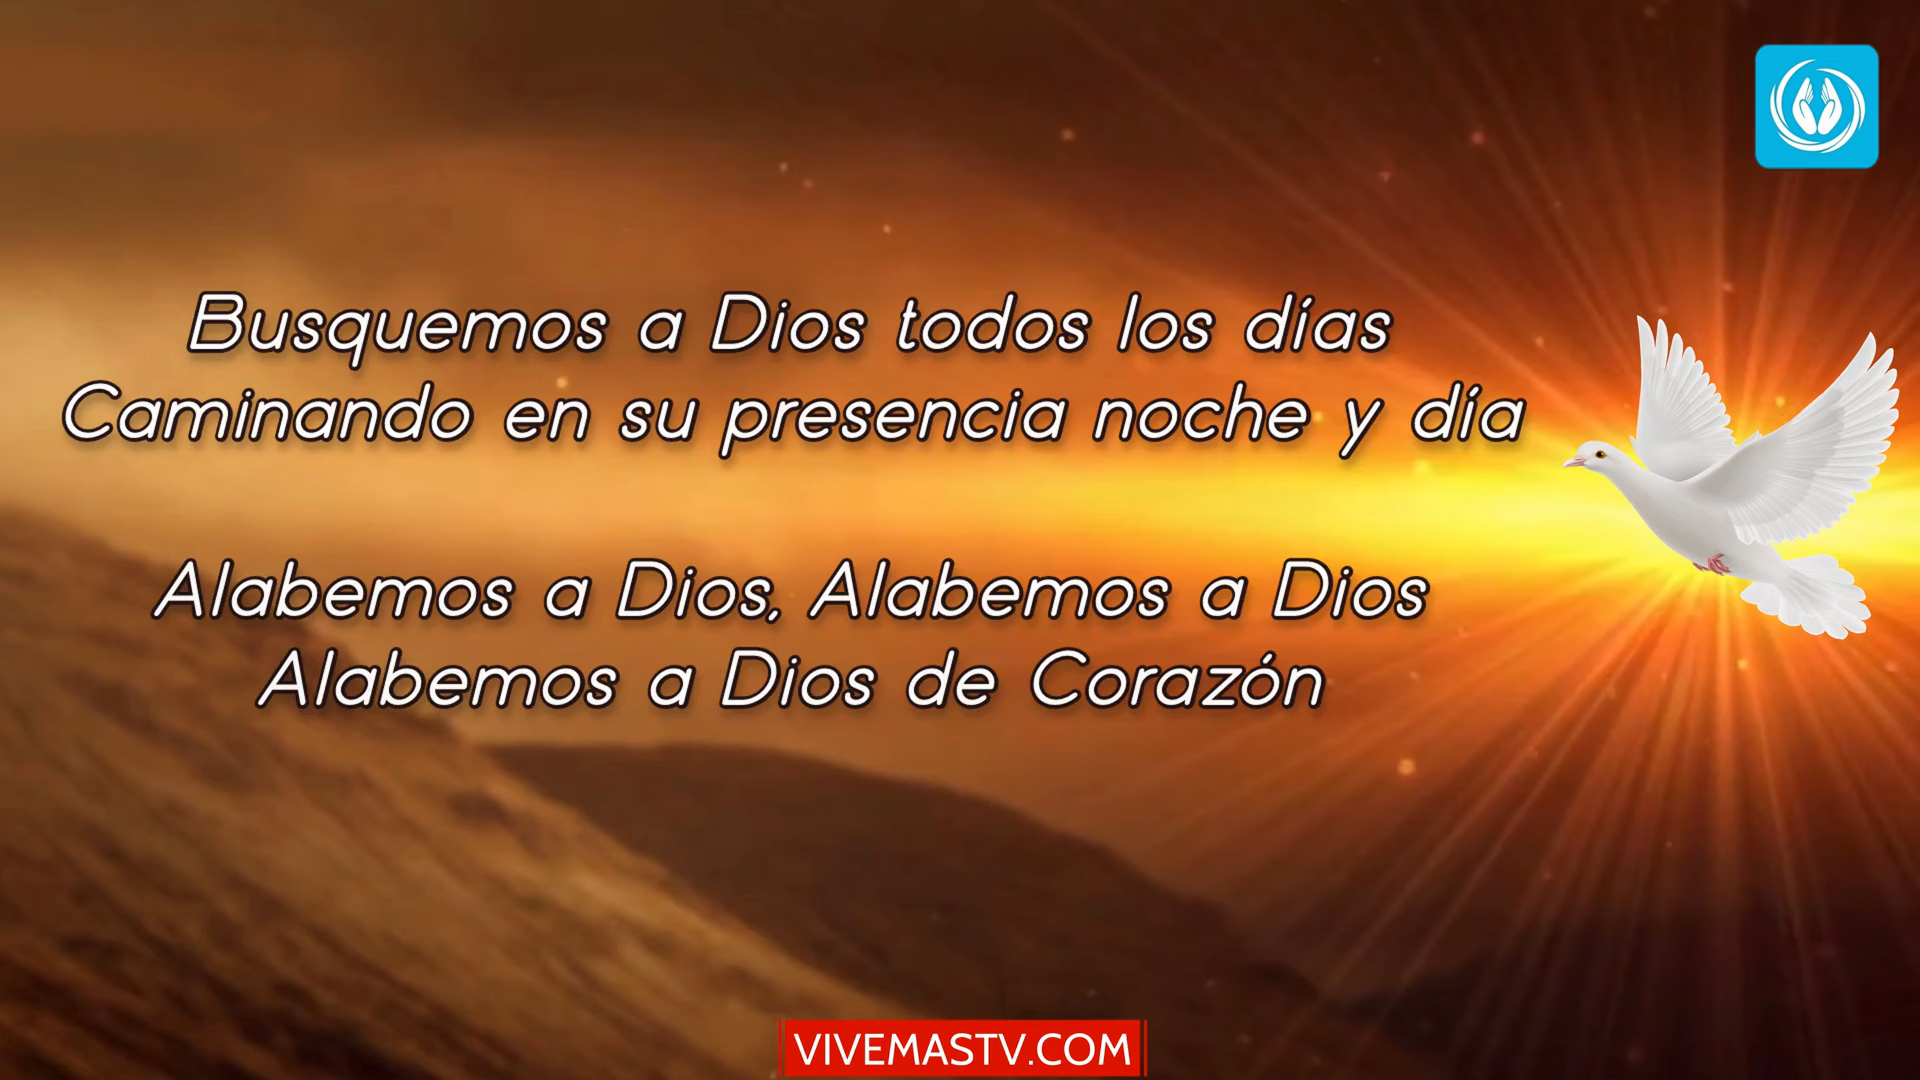 Busquemos a Dios todos los días
Caminando en su presencia noche y día
Alabemos a Dios, Alabemos a Dios
Alabemos a Dios de Corazón
VIVEMASTV.COM